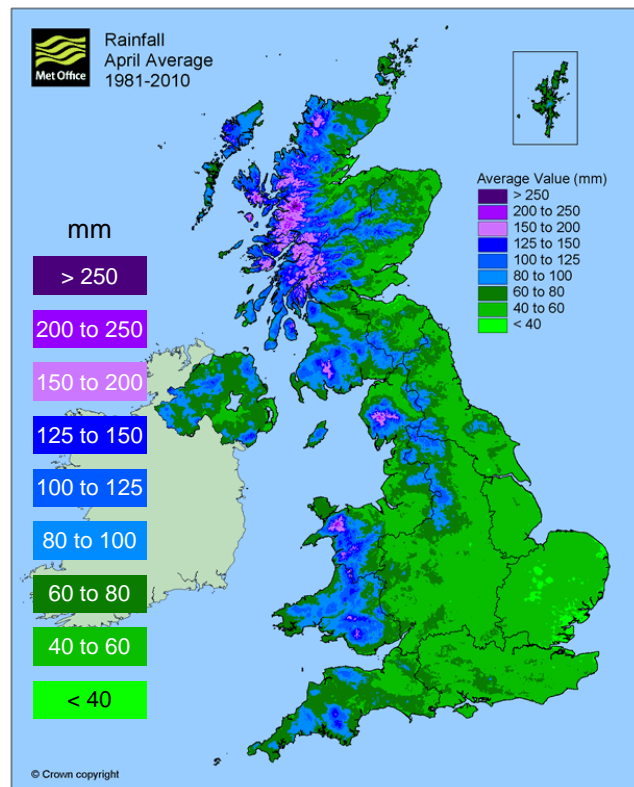 Met Office
Rainfall
April Average
1981-2010
Average Value (mm)
> 250
200 to 250
150 to 200
125 to 150
100 to 125
80 to 100
60 to 80
40 to 60
< 40
mm
> 250
200 to 250
150 to 200
125 to 150
100 to 125
80 to 100
60 to 80
40 to 60
< 40
© Crown copyright